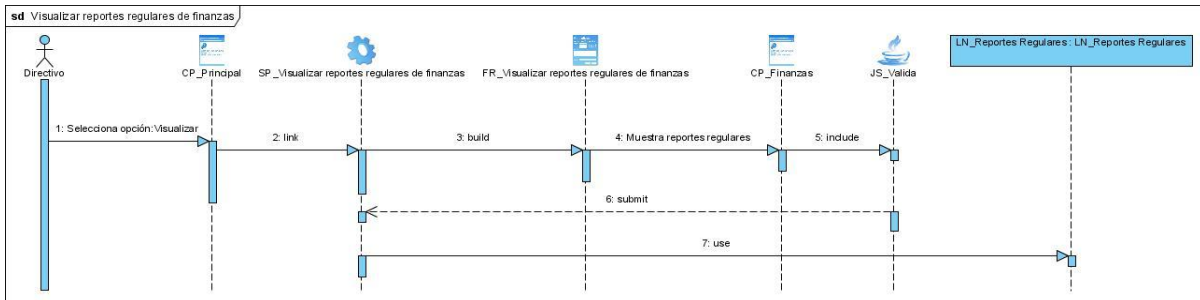 sd Visualizar reportes regulares de finanzas
LN_Reportes Regulares : LN_Reportes Regulares
Directivo
CP_Principal
SP_Visualizar reportes regulares de finanzas
FR_Visualizar reportes regulares de finanzas
CP_Finanzas
JS_Valida
1: Selecciona opción:Visualizar
2: link
3: build
4: Muestra reportes regulares
5: include
6: submit
7: use